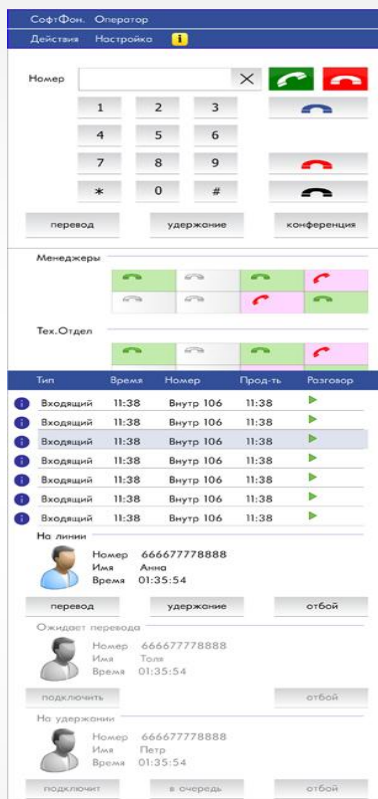 СофтФон. Оператор
Действия Настройка i
Номер
1 2 3
4 5 6
7 8 9
* 0 #
перевод удержание конференция
Менеджеры
Тех.Отдел
Тип Время Номер Прод-ть Разговор
i Входящий 11:38 Внутр 106 11:38
i Входящий 11:38 Внутр 106 11:38
i Входящий 11:38 Внутр 106 11:38
i Входящий 11:38 Внутр 106 11:38
i Входящий 11:38 Внутр 106 11:38
i Входящий 11:38 Внутр 106 11:38
i Входящий 11:38 Внутр 106 11:38
На линии
Номер 666677778888
Имя Анна
Время 01:35:54
перевод удержание отбой
Ожидает перевода
Номер 666677778888
Имя Толя
Время 01:35:54
подключить отбой
На удержании
Номер 666677778888
Имя Петр
Время 01:35:54
подключит в очередь отбой